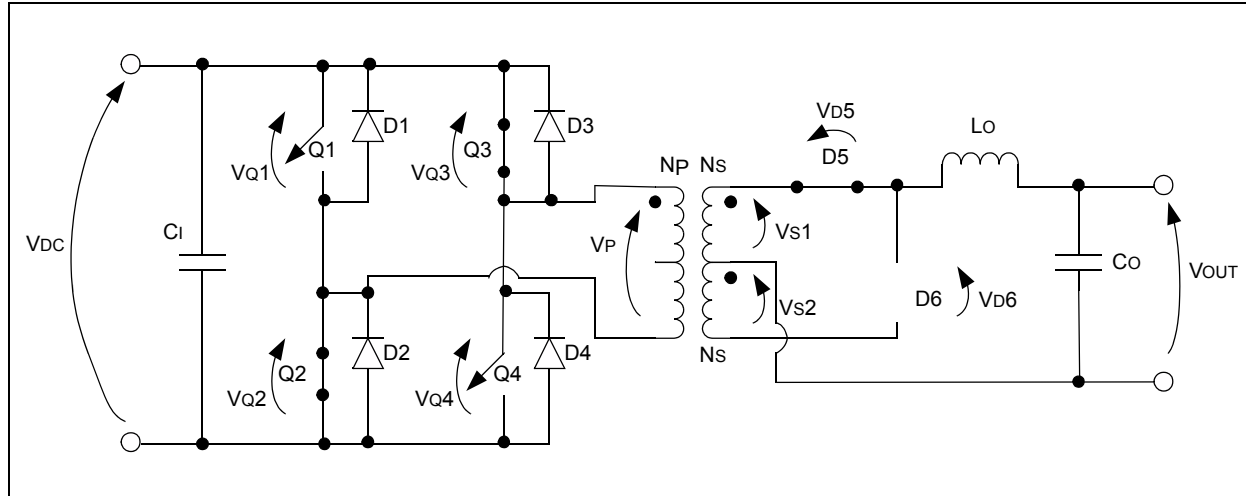 VDC
CI
VQ1
Q1
D1
VQ3
Q3
D3
VQ2
Q2
D2
VQ4
Q4
D4
NP
NS
VP
VS1
VS2
NS
VD5
D5
LO
D6
VD6
CO
VOUT